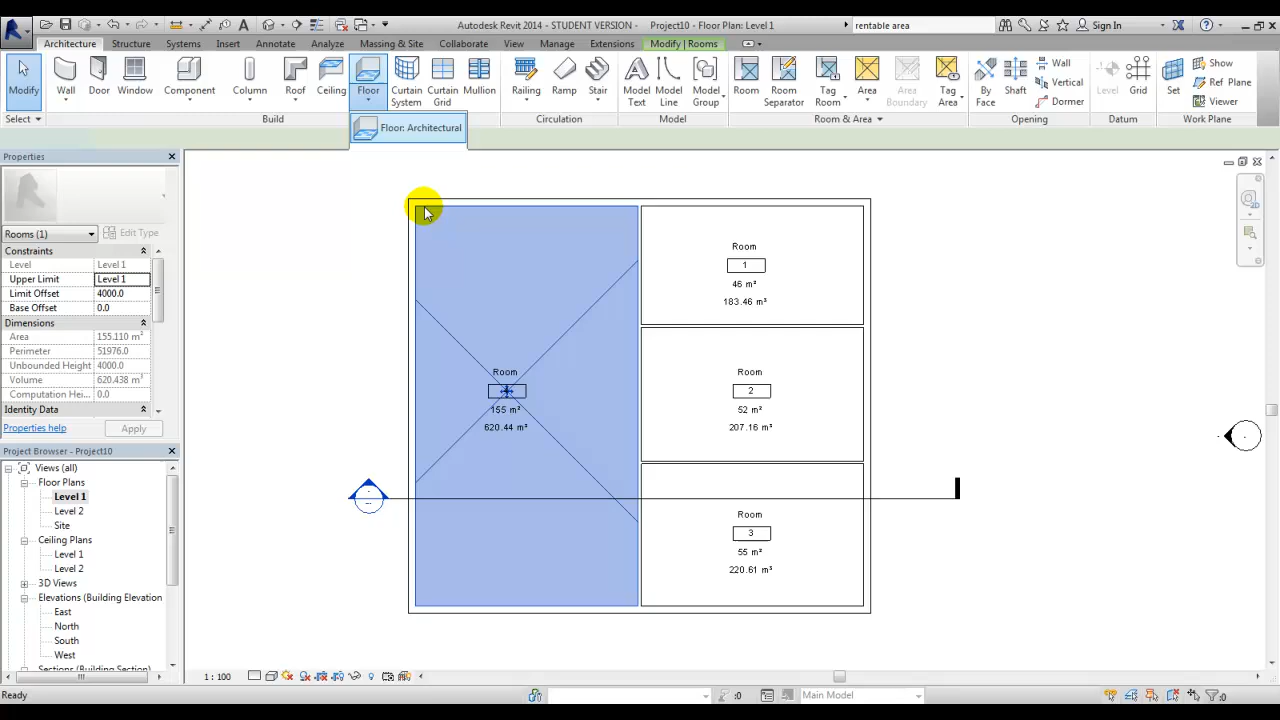 Autodesk Revit 2014 - STUDENT VERSION - Project10 - Floor Plan: Level 1
rentable area
Sign In
Architecture Structure Systems Insert Annotate Analyze Massing & Site Collaborate View Manage Extensions Modify | Rooms
Modify Wall Door Window Component Column Roof Ceiling Floor Curtain System Curtain Grid Mullion Railing Ramp Stair Model Text Model Line Model Group Room Room Separator Tag Room Area Area Boundary Tag Area By Face Shaft Wall Vertical Dormer Level Grid Set Show Ref Plane Viewer
Select Build Circulation Model Room & Area Opening Datum Work Plane
Floor: Architectural
Properties
Rooms (1) Edit Type
Constraints
Level Level 1
Upper Limit Level 1
Limit Offset 4000.0
Base Offset 0.0
Dimensions
Area 155.110 m²
Perimeter 51976.0
Unbounded Height 4000.0
Volume 620.438 m³
Computation Hei... 0.0
Identity Data
Properties help Apply
Project Browser - Project10
Views (all)
Floor Plans
Level 1
Level 2
Site
Ceiling Plans
Level 1
Level 2
3D Views
Elevations (Building Elevation
East
North
South
West
Sections (Building Section)
Room
155 m²
620.44 m³
Room
1
46 m²
183.46 m³
Room
2
52 m²
207.16 m³
Room
3
55 m²
220.61 m³
1 : 100
Ready
:0
Main Model
:0